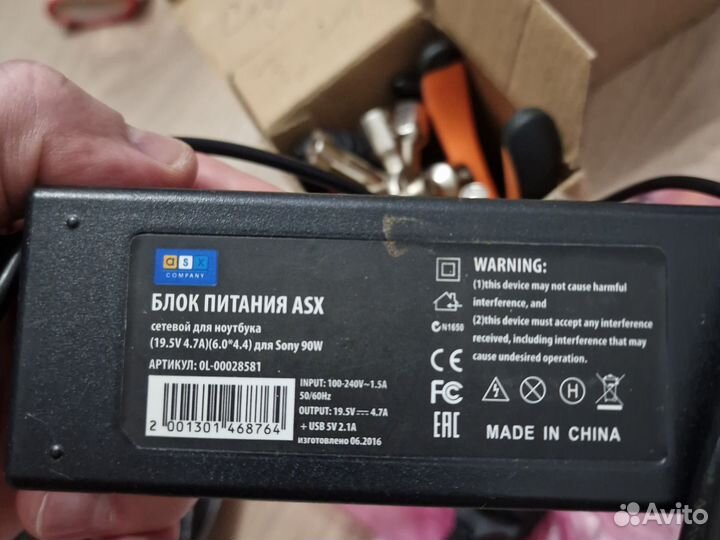 asx
COMPANY
БЛОК ПИТАНИЯ ASX
сетевой для ноутбука
(19.5V 4.7A)(6.0*4.4) для Sony 90W
АРТИКУЛ: OL-00028581
INPUT: 100-240V~1.5A
50/60Hz
OUTPUT: 19.5V⎓4.7A
+ USB 5V 2.1A
изготовлено 06.2016
2 001301 468764
WARNING:
(1)this device may not cause harmful
interference, and
(2)this device must accept any interference
received, including interference that may
cause undesired operation.
N1650
CE
FC
EAC
H
MADE IN CHINA
Avito